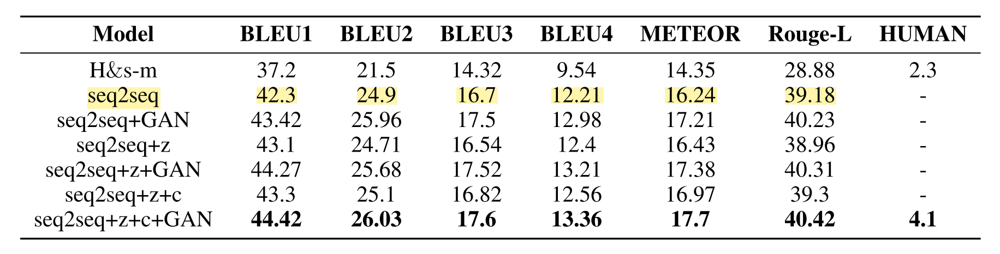 Model BLEU1 BLEU2 BLEU3 BLEU4 METEOR Rouge-L HUMAN
H&s-m 37.2 21.5 14.32 9.54 14.35 28.88 2.3
seq2seq 42.3 24.9 16.7 12.21 16.24 39.18 -
seq2seq+GAN 43.42 25.96 17.5 12.98 17.21 40.23 -
seq2seq+z 43.1 24.71 16.54 12.4 16.43 38.96 -
seq2seq+z+GAN 44.27 25.68 17.52 13.21 17.38 40.31 -
seq2seq+z+c 43.3 25.1 16.82 12.56 16.97 39.3 -
seq2seq+z+c+GAN 44.42 26.03 17.6 13.36 17.7 40.42 4.1